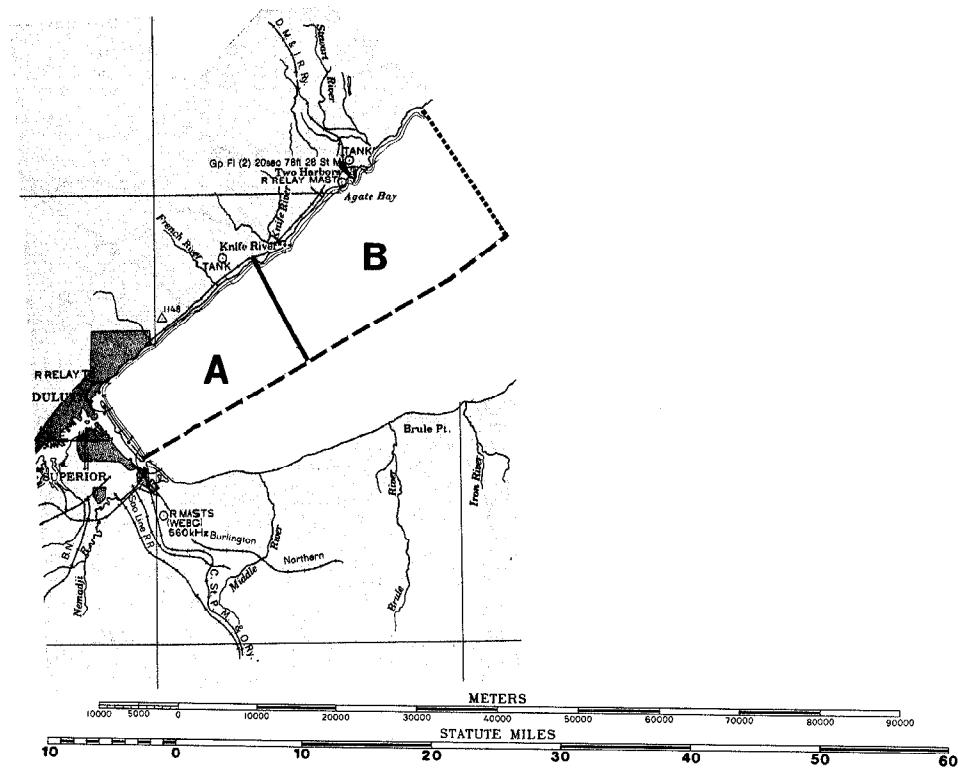 D. M. & I. R. Ry.
Stewart
River
TANK
Gp Fl (2) 20sec 78ft 28 St M
Two Harbors
R RELAY MAST
Agate Bay
Knife River
French River
Knife River
TANK
B
1148
A
R RELAY T
DULUTH
Brule Pt.
SUPERIOR
River
Iron River
R MASTS
(WEBC)
560kHz
Soo Line R.R.
Burlington
River
Northern
B.N.
R.
Nemadji
Middle
C. St. P. M. & O. Ry.
Brule
METERS
10000 5000 0 10000 20000 30000 40000 50000 60000 70000 80000 90000
STATUTE MILES
10 0 10 20 30 40 50 60